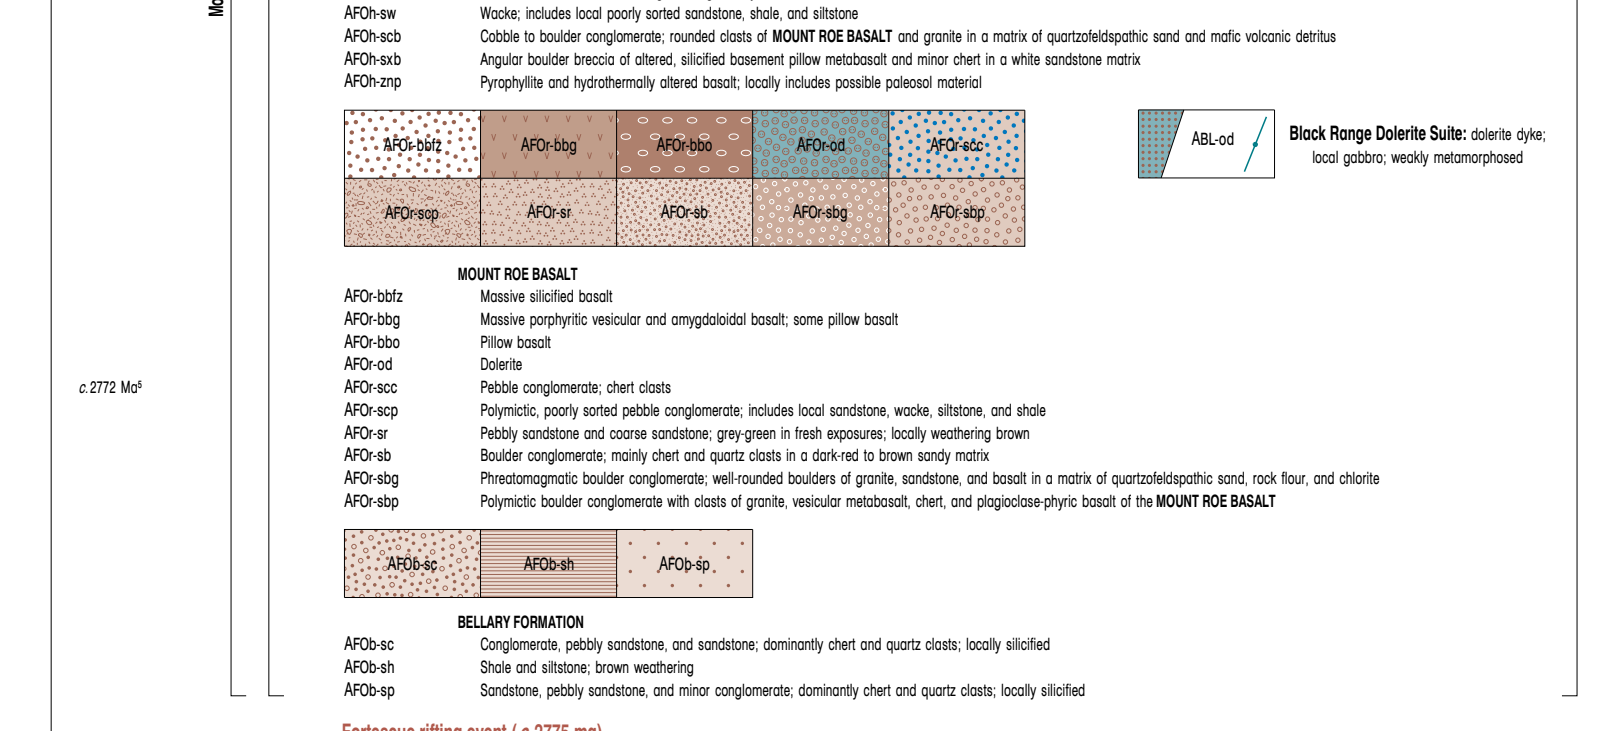 AFOh-sw Wacke; includes local poorly sorted sandstone, shale, and siltstone
AFOh-scb Cobble to boulder conglomerate; rounded clasts of MOUNT ROE BASALT and granite in a matrix of quartzofeldspathic sand and mafic volcanic detritus
AFOh-sxb Angular boulder breccia of altered, silicified basement pillow metabasalt and minor chert in a white sandstone matrix
AFOh-znp Pyrophyllite and hydrothermally altered basalt; locally includes possible paleosol material
AFOr-bbfz AFOr-bbg AFOr-bbo AFOr-od AFOr-scc
AFOr-scp AFOr-sr AFOr-sb AFOr-sbg AFOr-sbp
ABL-od
Black Range Dolerite Suite: dolerite dyke;
local gabbro; weakly metamorphosed
MOUNT ROE BASALT
AFOr-bbfz Massive silicified basalt
AFOr-bbg Massive porphyritic vesicular and amygdaloidal basalt; some pillow basalt
AFOr-bbo Pillow basalt
AFOr-od Dolerite
c.2772 Ma⁵
AFOr-scc Pebble conglomerate; chert clasts
AFOr-scp Polymictic, poorly sorted pebble conglomerate; includes local sandstone, wacke, siltstone, and shale
AFOr-sr Pebbly sandstone and coarse sandstone; grey-green in fresh exposures; locally weathering brown
AFOr-sb Boulder conglomerate; mainly chert and quartz clasts in a dark-red to brown sandy matrix
AFOr-sbg Phreatomagmatic boulder conglomerate; well-rounded boulders of granite, sandstone, and basalt in a matrix of quartzofeldspathic sand, rock flour, and chlorite
AFOr-sbp Polymictic boulder conglomerate with clasts of granite, vesicular metabasalt, chert, and plagioclase-phyric basalt of the MOUNT ROE BASALT
AFOb-sc AFOb-sh AFOb-sp
BELLARY FORMATION
AFOb-sc Conglomerate, pebbly sandstone, and sandstone; dominantly chert and quartz clasts; locally silicified
AFOb-sh Shale and siltstone; brown weathering
AFOb-sp Sandstone, pebbly sandstone, and minor conglomerate; dominantly chert and quartz clasts; locally silicified
Fortescue rifting event ( c.2775 ma)